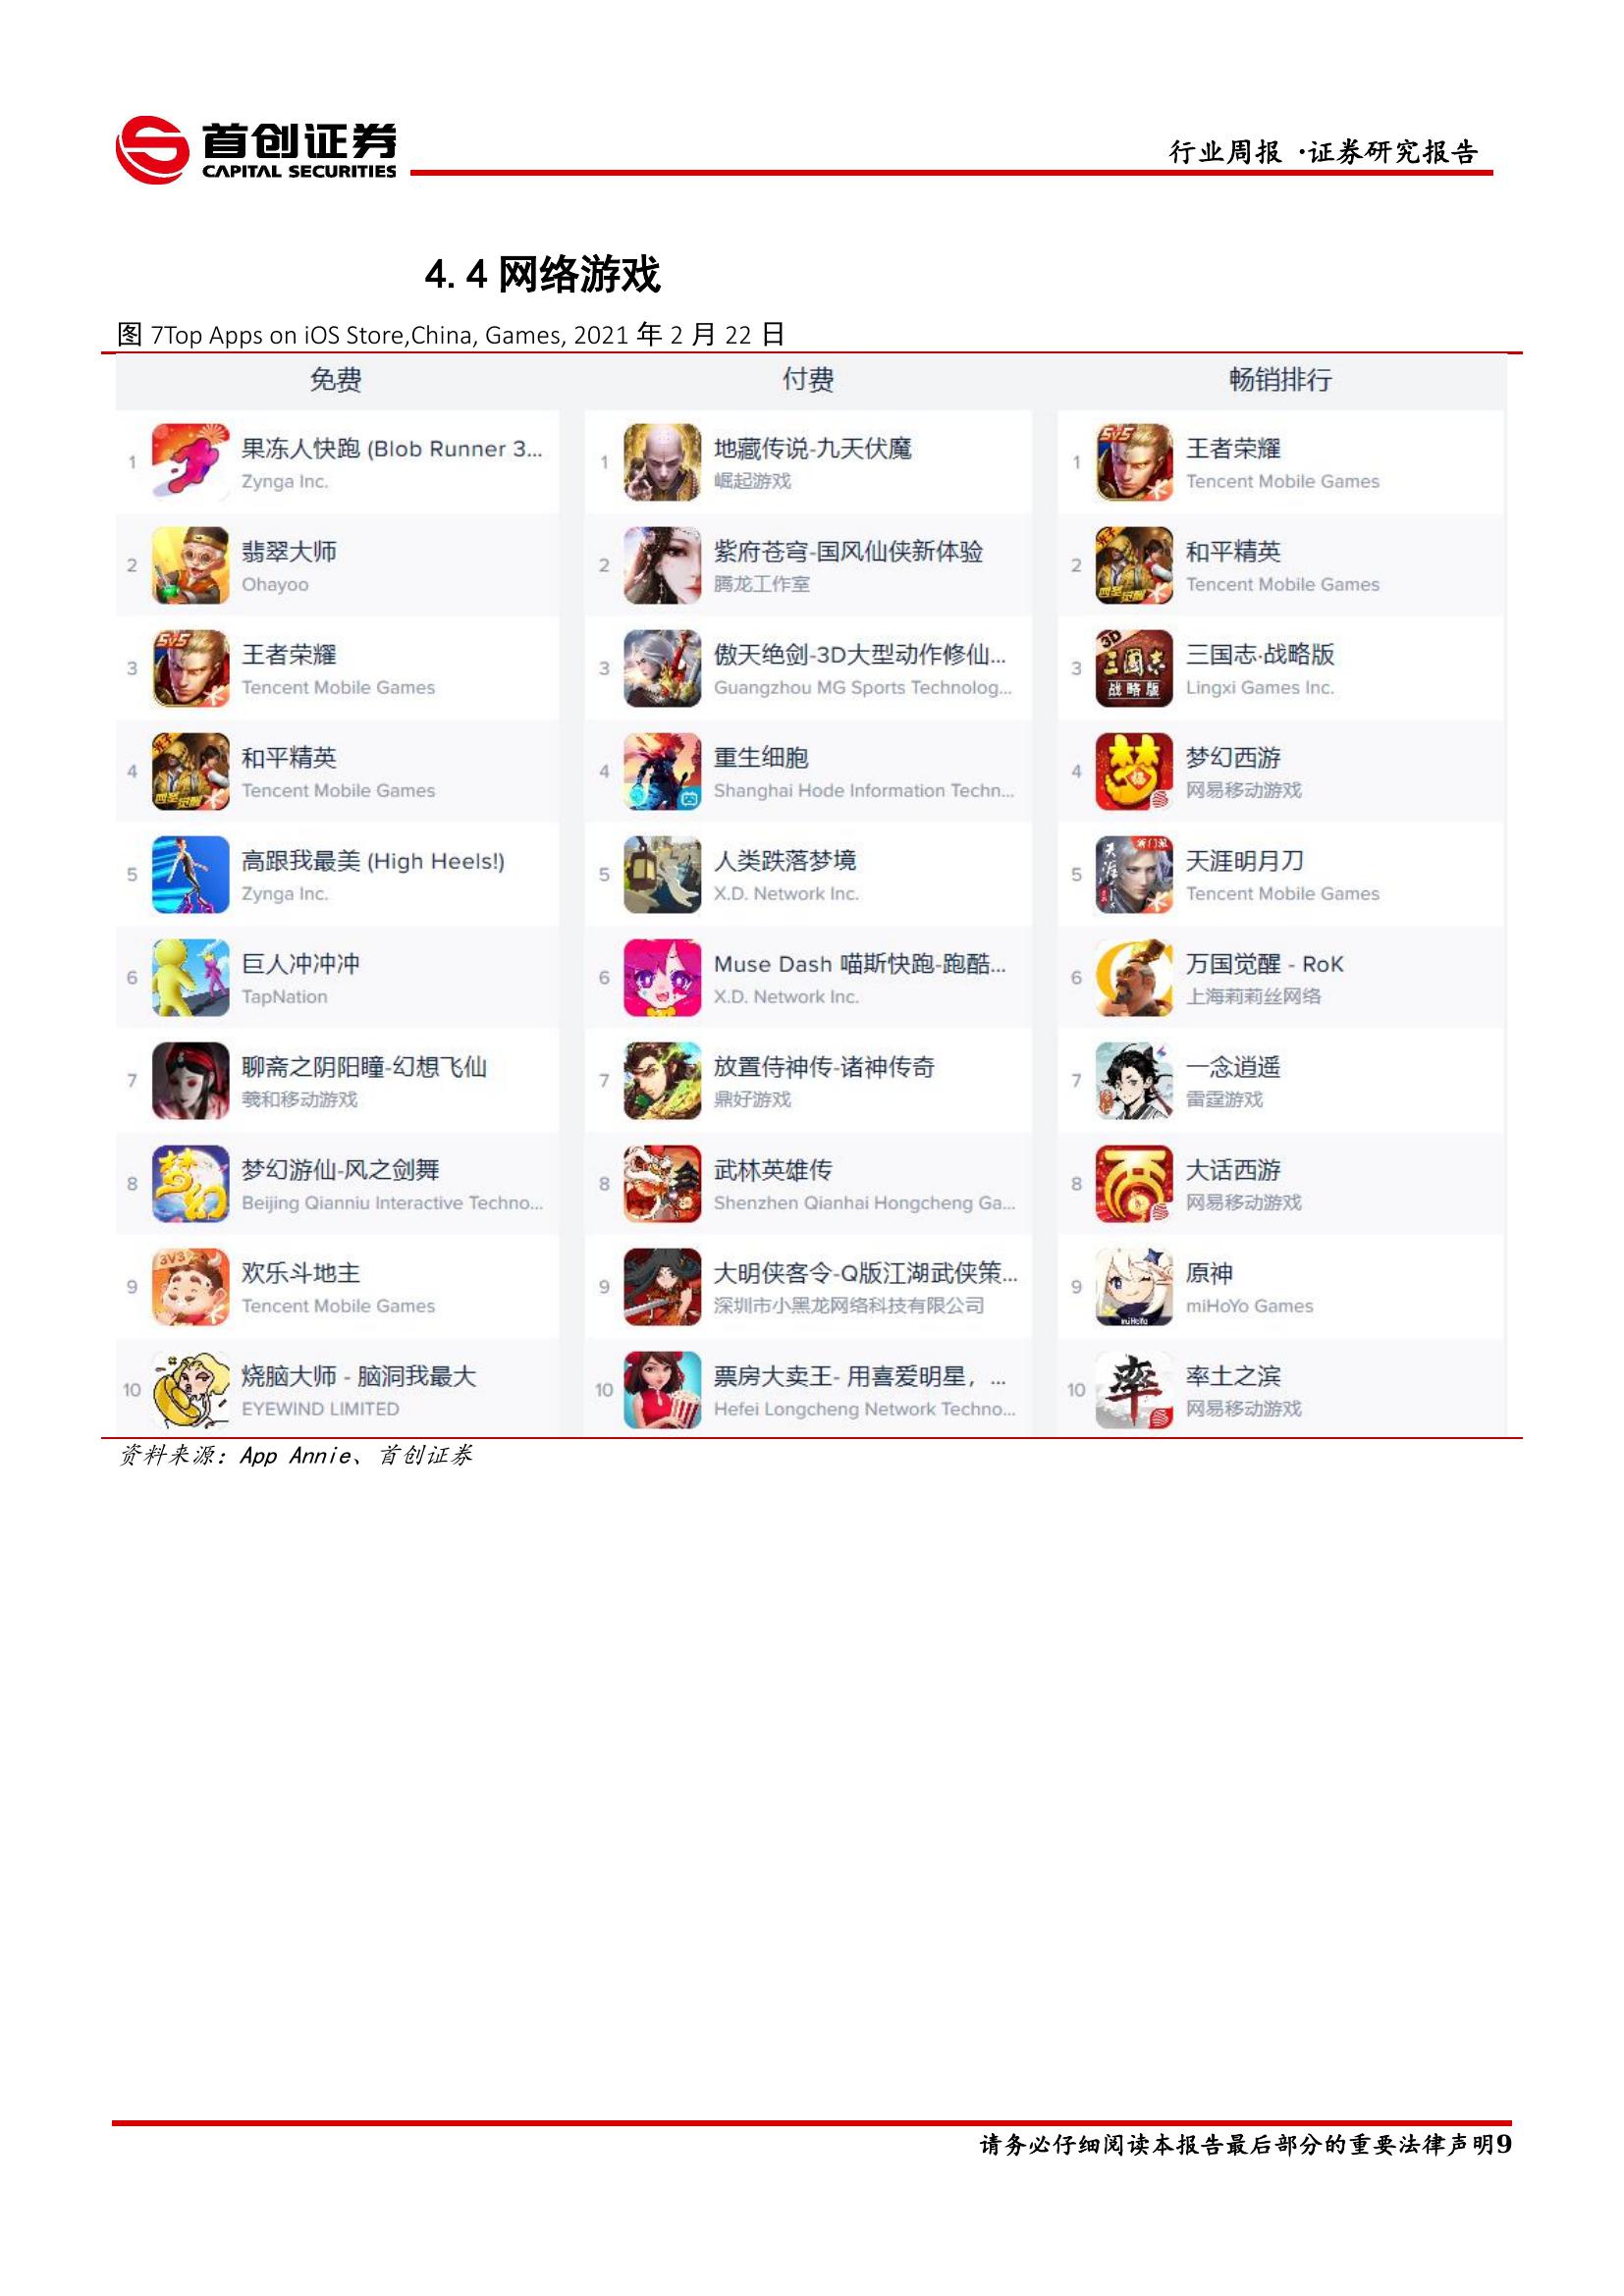 首创证券
CAPITAL SECURITIES
行业周报 ·证券研究报告
4.4 网络游戏
图 7Top Apps on iOS Store,China, Games, 2021 年 2 月 22 日
免费
1
果冻人快跑 (Blob Runner 3...
Zynga Inc.
2
翡翠大师
Ohayoo
3
王者荣耀
Tencent Mobile Games
4
和平精英
Tencent Mobile Games
5
高跟我最美 (High Heels!)
Zynga Inc.
6
巨人冲冲冲
TapNation
7
聊斋之阴阳瞳-幻想飞仙
羲和移动游戏
8
梦幻游仙-风之剑舞
Beijing Qianniu Interactive Techno...
9
欢乐斗地主
Tencent Mobile Games
10
烧脑大师 - 脑洞我最大
EYEWIND LIMITED
付费
1
地藏传说-九天伏魔
崛起游戏
2
紫府苍穹-国风仙侠新体验
腾龙工作室
3
傲天绝剑-3D大型动作修仙...
Guangzhou MG Sports Technolog...
4
重生细胞
Shanghai Hode Information Techn...
5
人类跌落梦境
X.D. Network Inc.
6
Muse Dash 喵斯快跑-跑酷...
X.D. Network Inc.
7
放置侍神传-诸神传奇
鼎好游戏
8
武林英雄传
Shenzhen Qianhai Hongcheng Ga...
9
大明侠客令-Q版江湖武侠策...
深圳市小黑龙网络科技有限公司
10
票房大卖王- 用喜爱明星，...
Hefei Longcheng Network Techno...
畅销排行
1
王者荣耀
Tencent Mobile Games
2
和平精英
Tencent Mobile Games
3
三国志·战略版
Lingxi Games Inc.
4
梦幻西游
网易移动游戏
5
天涯明月刀
Tencent Mobile Games
6
万国觉醒 - RoK
上海莉莉丝网络
7
一念逍遥
雷霆游戏
8
大话西游
网易移动游戏
9
原神
miHoYo Games
10
率土之滨
网易移动游戏
资料来源：App Annie、首创证券
请务必仔细阅读本报告最后部分的重要法律声明9